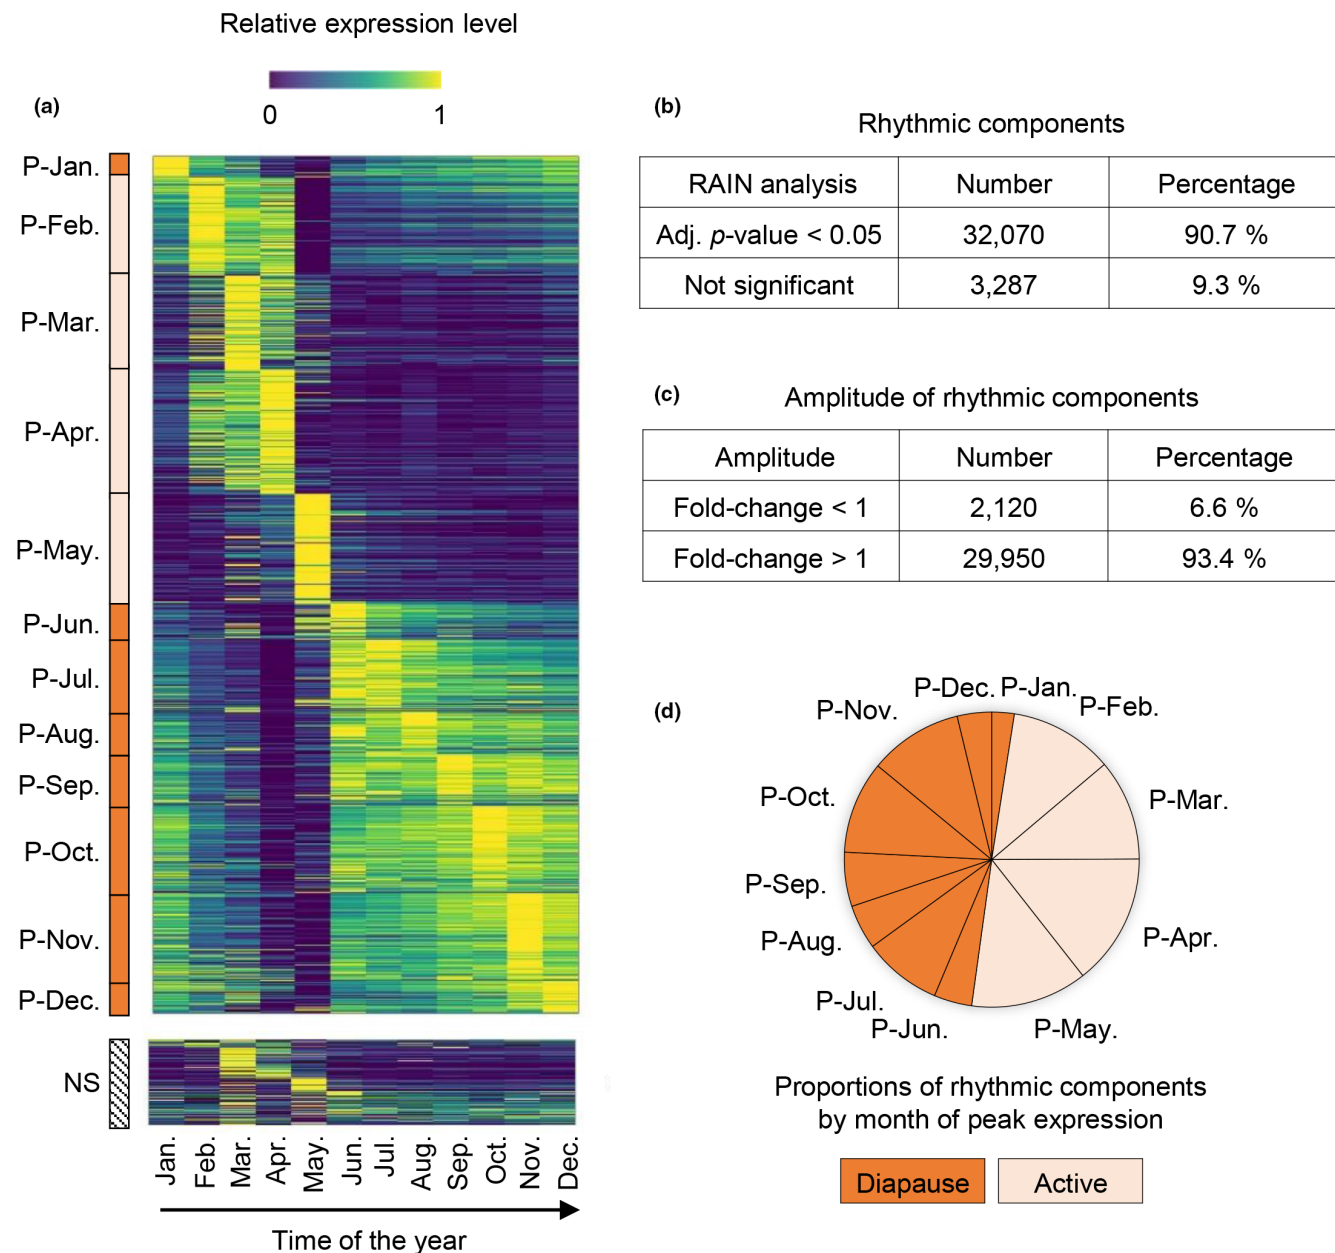 Relative expression level
0 1
(a)
P-Jan.
P-Feb.
P-Mar.
P-Apr.
P-May.
P-Jun.
P-Jul.
P-Aug.
P-Sep.
P-Oct.
P-Nov.
P-Dec.
NS
Jan. Feb. Mar. Apr. May. Jun. Jul. Aug. Sep. Oct. Nov. Dec.
Time of the year
(b)
Rhythmic components
RAIN analysis Number Percentage
Adj. p-value < 0.05 32,070 90.7 %
Not significant 3,287 9.3 %
(c)
Amplitude of rhythmic components
Amplitude Number Percentage
Fold-change < 1 2,120 6.6 %
Fold-change > 1 29,950 93.4 %
(d)
P-Dec. P-Jan.
P-Nov. P-Feb.
P-Oct. P-Mar.
P-Sep.
P-Aug. P-Apr.
P-Jul.
P-Jun. P-May.
Proportions of rhythmic components
by month of peak expression
Diapause Active